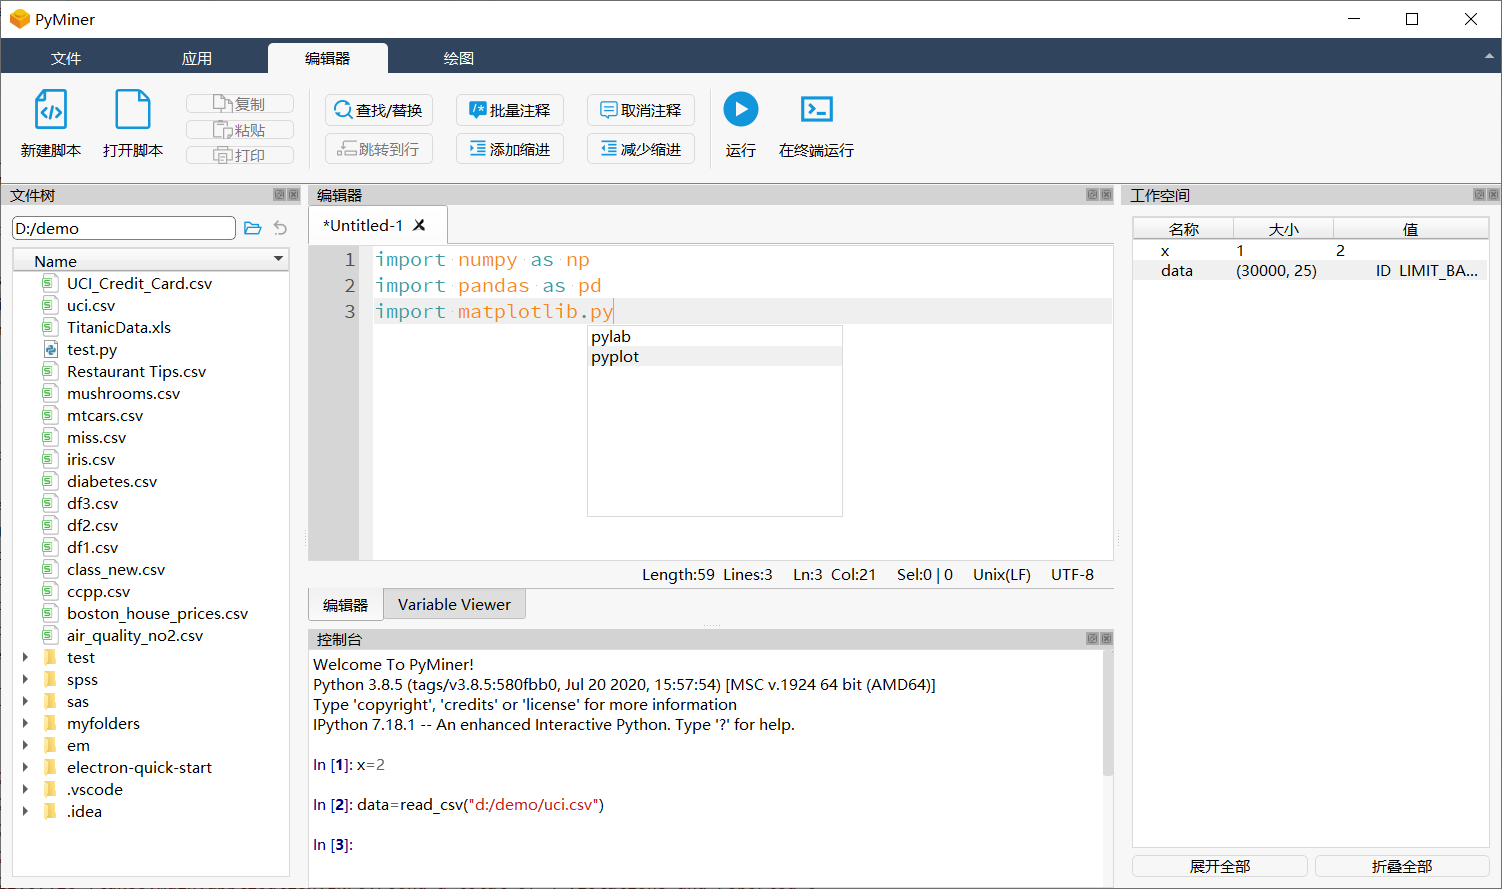 PyMiner
文件 应用 编辑器 绘图
新建脚本 打开脚本
复制
粘贴
打印
查找/替换 批量注释 取消注释
跳转到行 添加缩进 减少缩进
运行 在终端运行
文件树
D:/demo
Name
UCI_Credit_Card.csv
uci.csv
TitanicData.xls
test.py
Restaurant Tips.csv
mushrooms.csv
mtcars.csv
miss.csv
iris.csv
diabetes.csv
df3.csv
df2.csv
df1.csv
class_new.csv
ccpp.csv
boston_house_prices.csv
air_quality_no2.csv
test
spss
sas
myfolders
em
electron-quick-start
.vscode
.idea
编辑器
*Untitled-1
1 import numpy as np
2 import pandas as pd
3 import matplotlib.py
pylab
pyplot
Length:59 Lines:3 Ln:3 Col:21 Sel:0 | 0 Unix(LF) UTF-8
编辑器 Variable Viewer
控制台
Welcome To PyMiner!
Python 3.8.5 (tags/v3.8.5:580fbb0, Jul 20 2020, 15:57:54) [MSC v.1924 64 bit (AMD64)]
Type 'copyright', 'credits' or 'license' for more information
IPython 7.18.1 -- An enhanced Interactive Python. Type '?' for help.
In [1]: x=2
In [2]: data=read_csv("d:/demo/uci.csv")
In [3]:
工作空间
名称 大小 值
x 1 2
data (30000, 25) ID LIMIT_BA...
展开全部 折叠全部